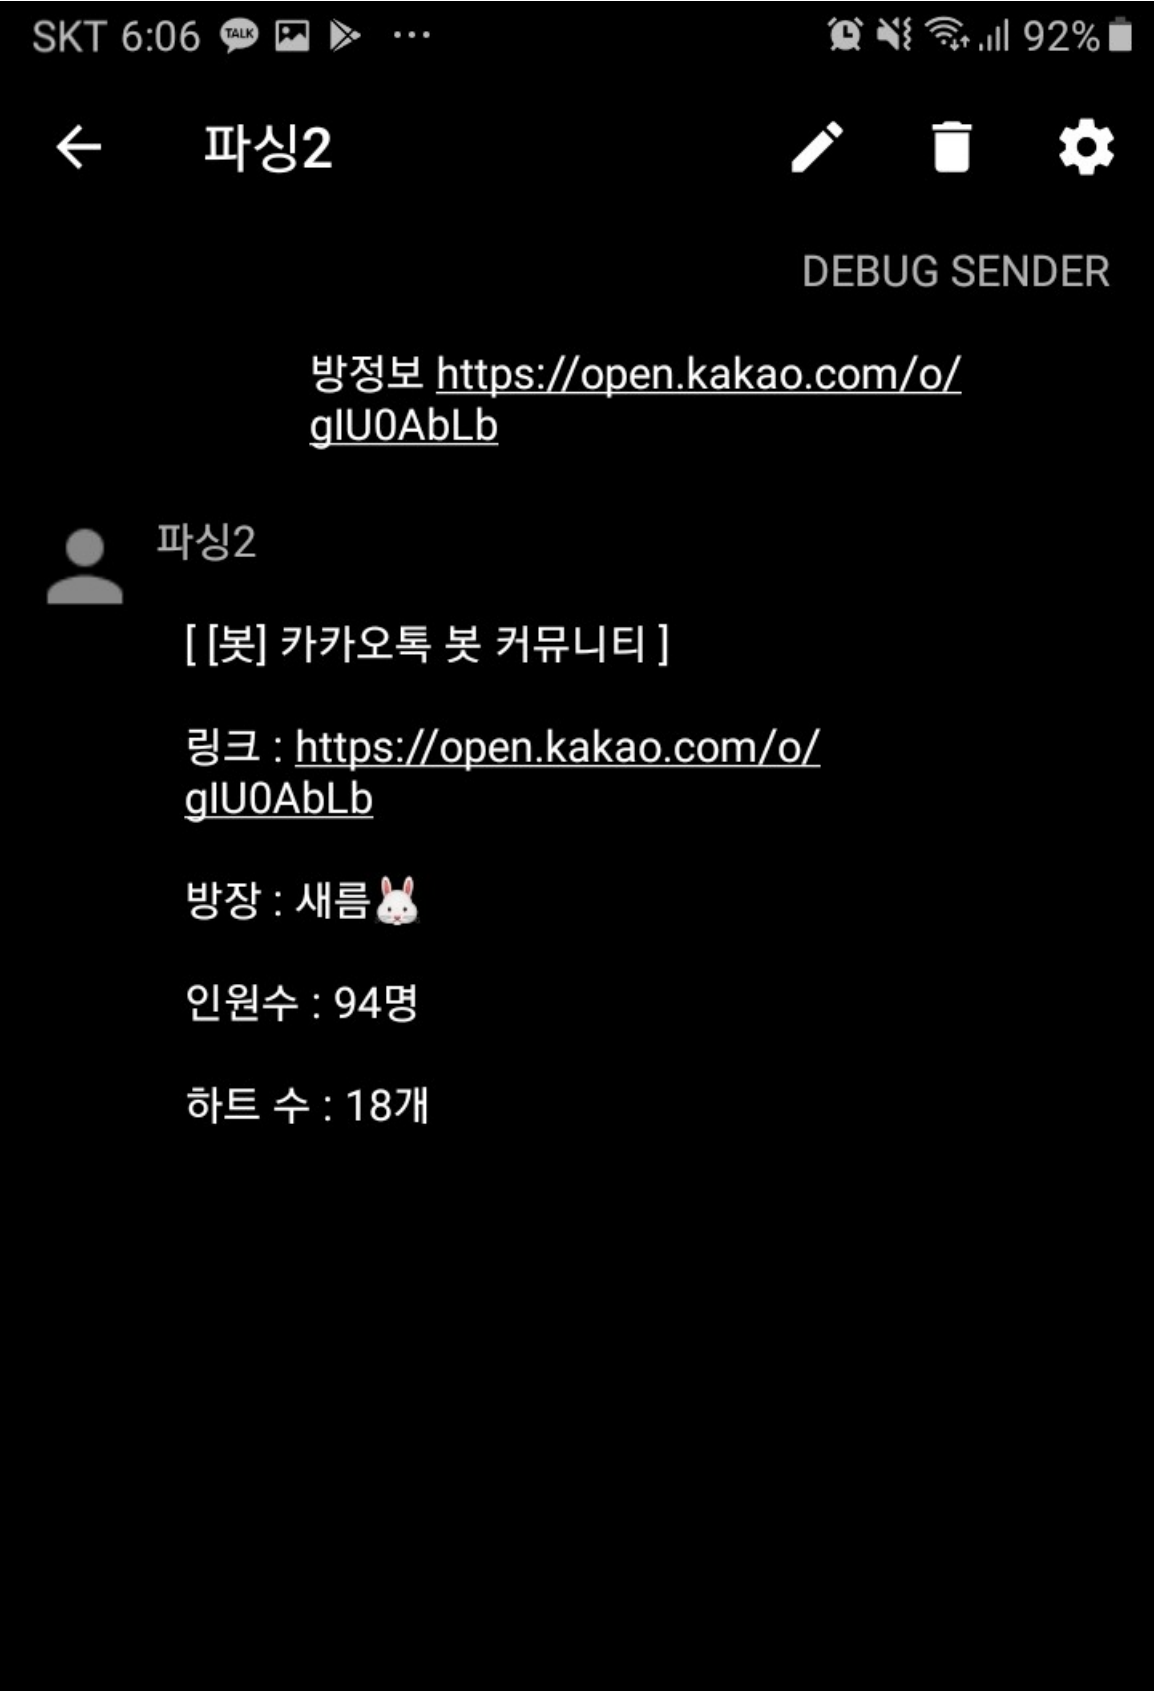 SKT 6:06 TALK 92%
파싱2
DEBUG SENDER
방정보 https://open.kakao.com/o/
gIU0AbLb
파싱2
[ [봇] 카카오톡 봇 커뮤니티 ]
링크 : https://open.kakao.com/o/
gIU0AbLb
방장 : 새름🐰
인원수 : 94명
하트 수 : 18개